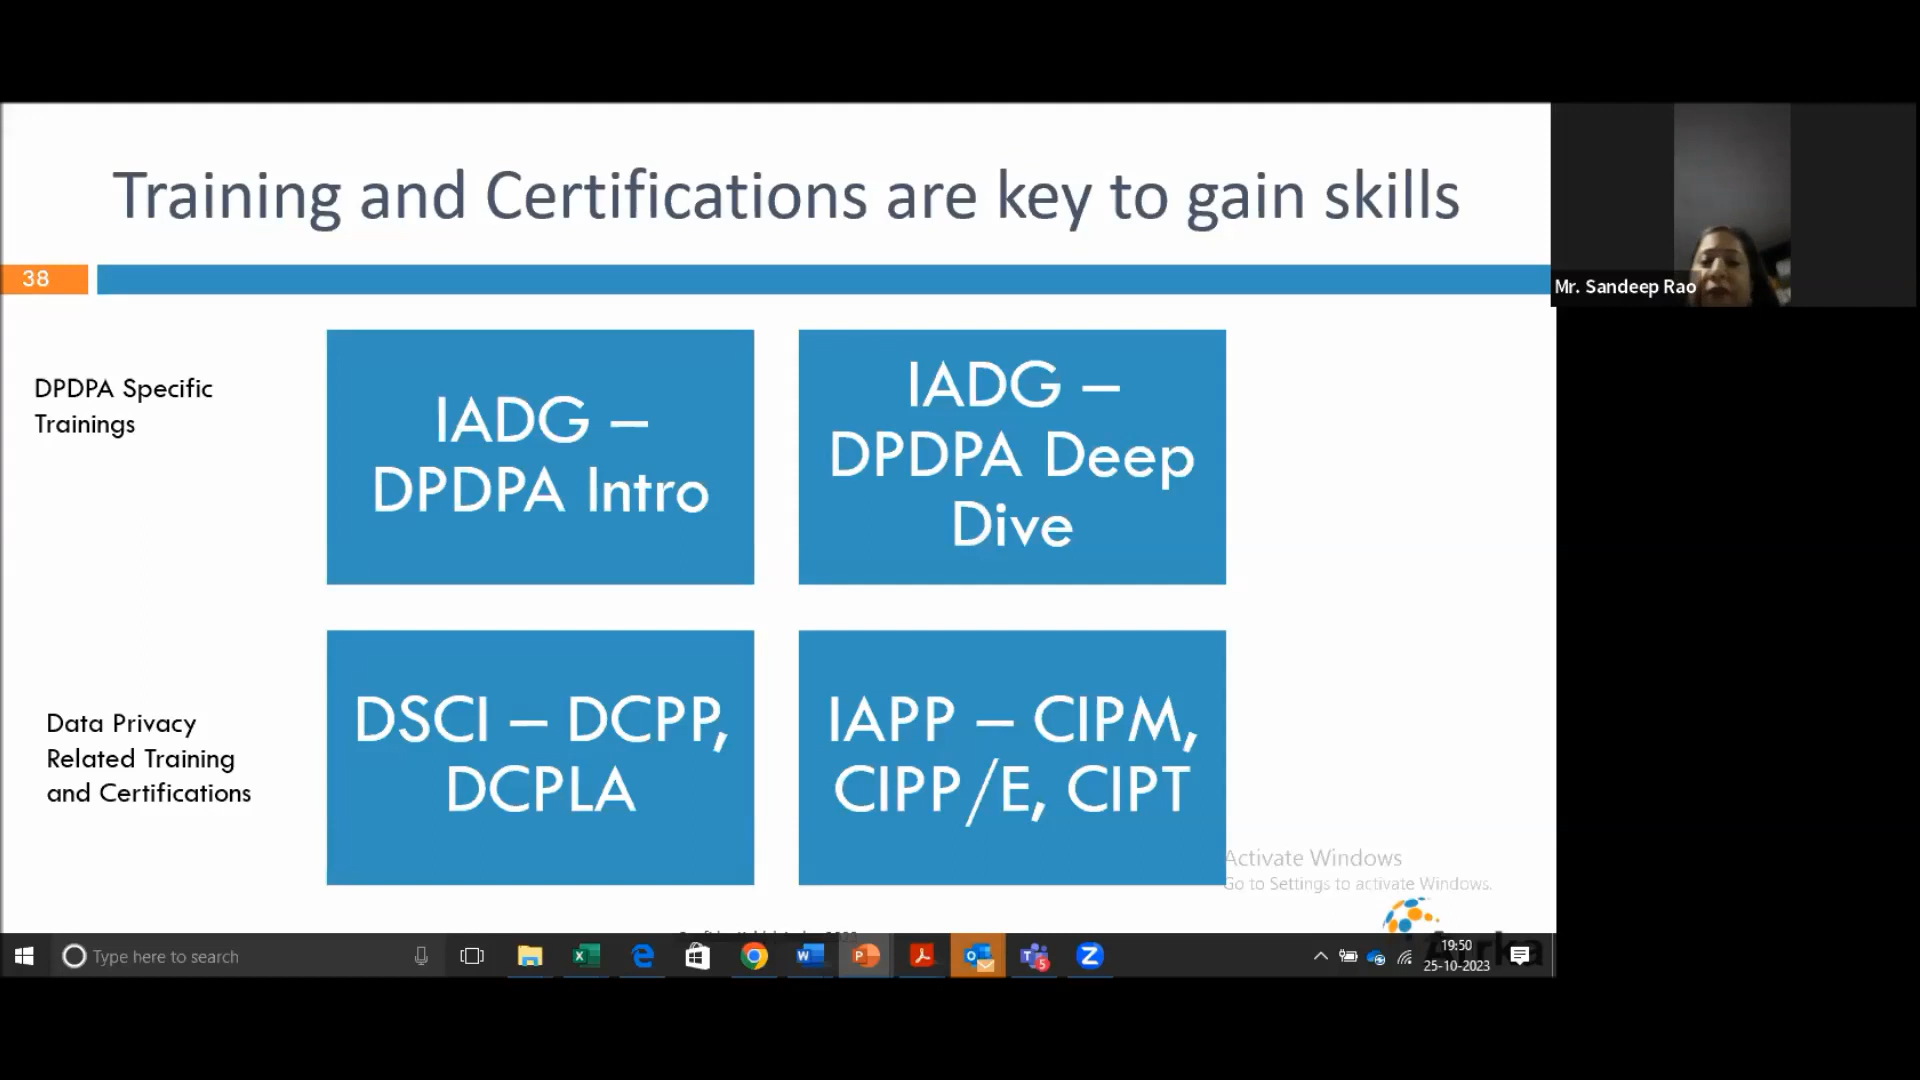 Training and Certifications are key to gain skills
38
Mr. Sandeep Rao
DPDPA Specific
Trainings
IADG –
DPDPA Intro
IADG –
DPDPA Deep
Dive
Data Privacy
Related Training
and Certifications
DSCI – DCPP,
DCPLA
IAPP – CIPM,
CIPP/E, CIPT
Activate Windows
Go to Settings to activate Windows.
Type here to search
19:50
25-10-2023
5